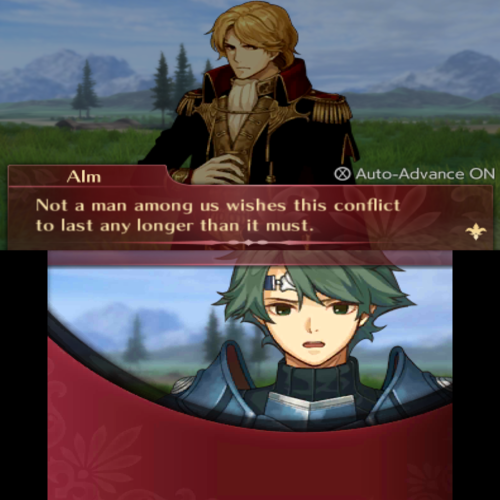 Alm
Ⓧ Auto-Advance ON
Not a man among us wishes this conflict
to last any longer than it must.